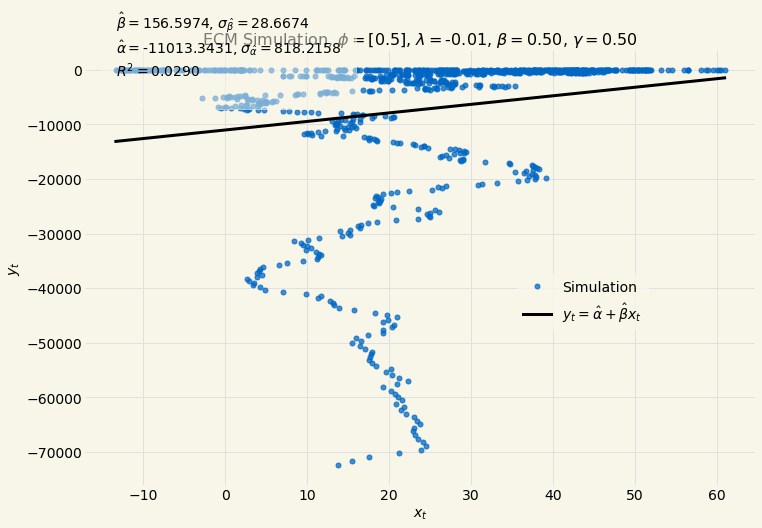 β̂ = 156.5974, σ_β̂ = 28.6674
ECM Simulation ϕ = [0.5], λ = -0.01, β = 0.50, γ = 0.50
α̂ = -11013.3431, σ_α̂ = 818.2158
R² = 0.0290
0
−10000
−20000
−30000
−40000
−50000
−60000
−70000
y_t
Simulation
y_t = α̂ + β̂x_t
−10 0 10 20 30 40 50 60
x_t